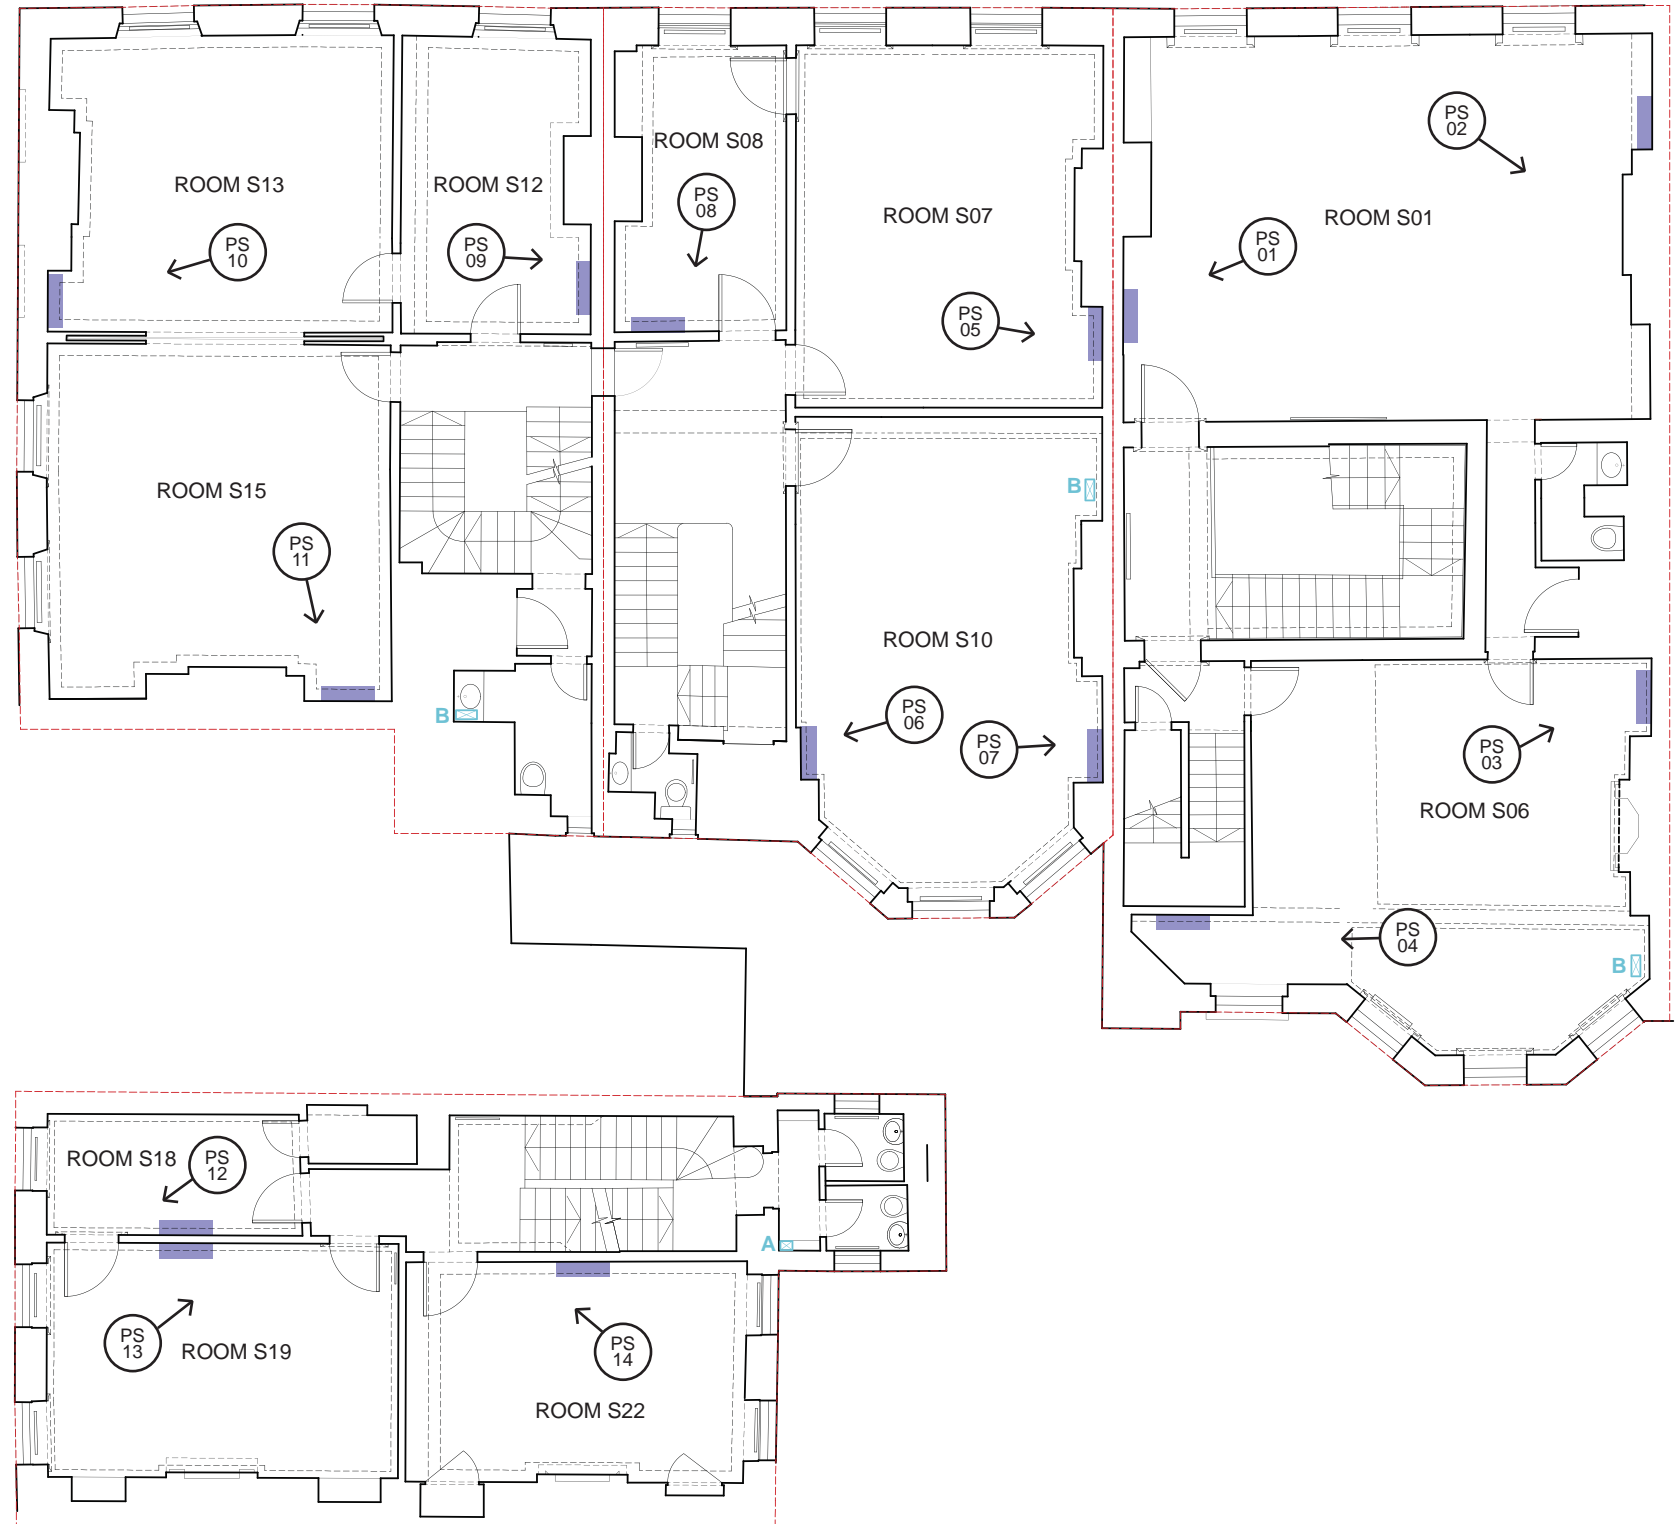 PS
02
ROOM S08
ROOM S13
ROOM S12
PS
08
ROOM S07
ROOM S01
PS
10
PS
09
PS
01
PS
05
ROOM S15
B
PS
11
ROOM S10
PS
06
B
PS
07
PS
03
ROOM S06
PS
04
B
ROOM S18
PS
12
A
PS
13
ROOM S19
PS
14
ROOM S22